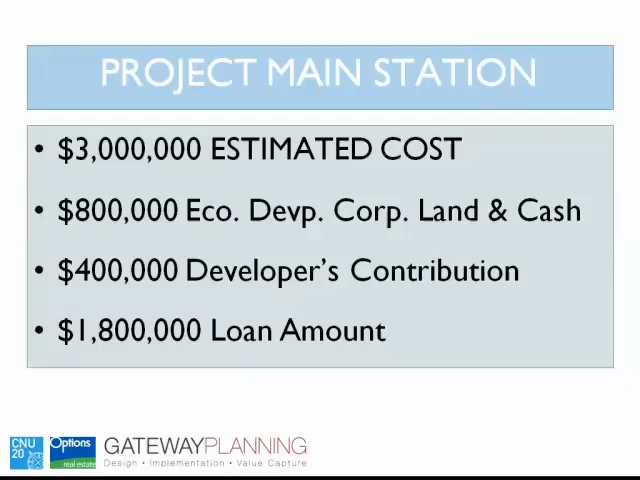 PROJECT MAIN STATION
• $3,000,000 ESTIMATED COST
• $800,000 Eco. Devp. Corp. Land & Cash
• $400,000 Developer's Contribution
• $1,800,000 Loan Amount
CNU
20
Options
real estate
GATEWAYPLANNING
Design • Implementation • Value Capture